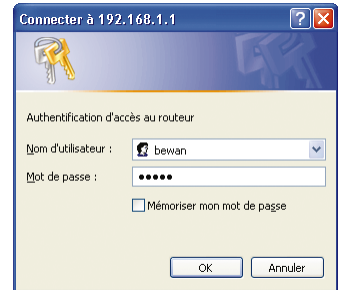 Connecter à 192.168.1.1
Authentification d'accès au routeur
Nom d'utilisateur : bewan
Mot de passe : •••••
Mémoriser mon mot de passe
OK Annuler